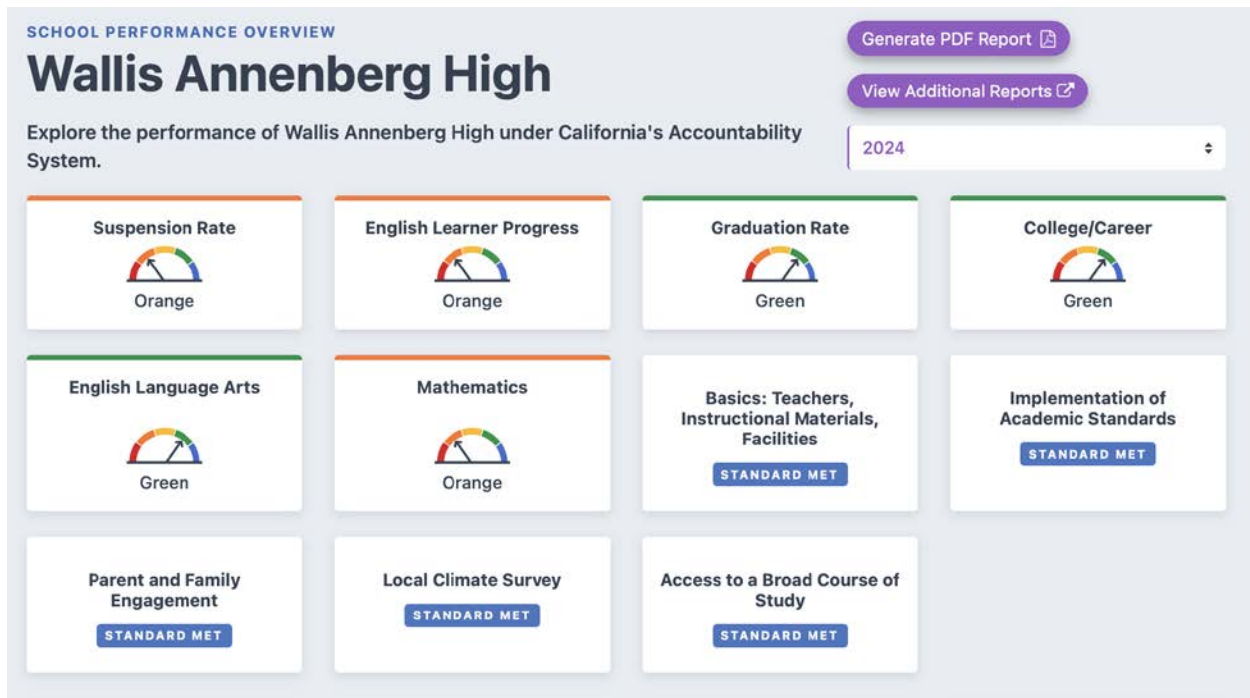 SCHOOL PERFORMANCE OVERVIEW
Wallis Annenberg High
Explore the performance of Wallis Annenberg High under California's Accountability
System.
Generate PDF Report
View Additional Reports
2024
Suspension Rate
Orange
English Learner Progress
Orange
Graduation Rate
Green
College/Career
Green
English Language Arts
Green
Mathematics
Orange
Basics: Teachers,
Instructional Materials,
Facilities
STANDARD MET
Implementation of
Academic Standards
STANDARD MET
Parent and Family
Engagement
STANDARD MET
Local Climate Survey
STANDARD MET
Access to a Broad Course of
Study
STANDARD MET